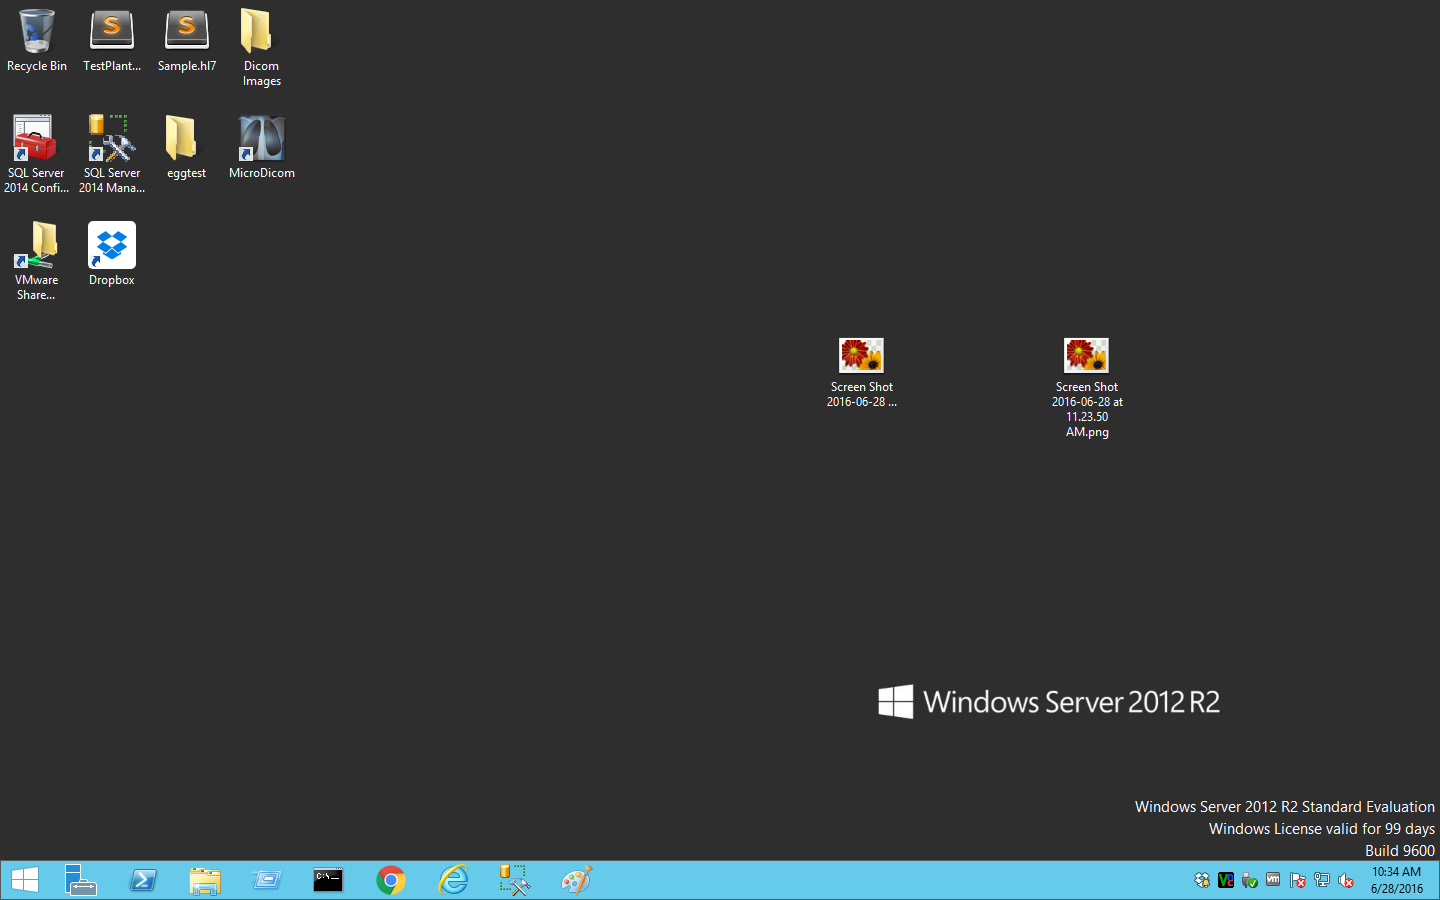 Recycle Bin
TestPlant...
Sample.hl7
Dicom
Images
SQL Server
2014 Confi...
SQL Server
2014 Mana...
eggtest
MicroDicom
VMware
Share...
Dropbox
Screen Shot
2016-06-28 ...
Screen Shot
2016-06-28 at
11.23.50
AM.png
Windows Server 2012 R2
Windows Server 2012 R2 Standard Evaluation
Windows License valid for 99 days
Build 9600
C:\_
vm
10:34 AM
6/28/2016